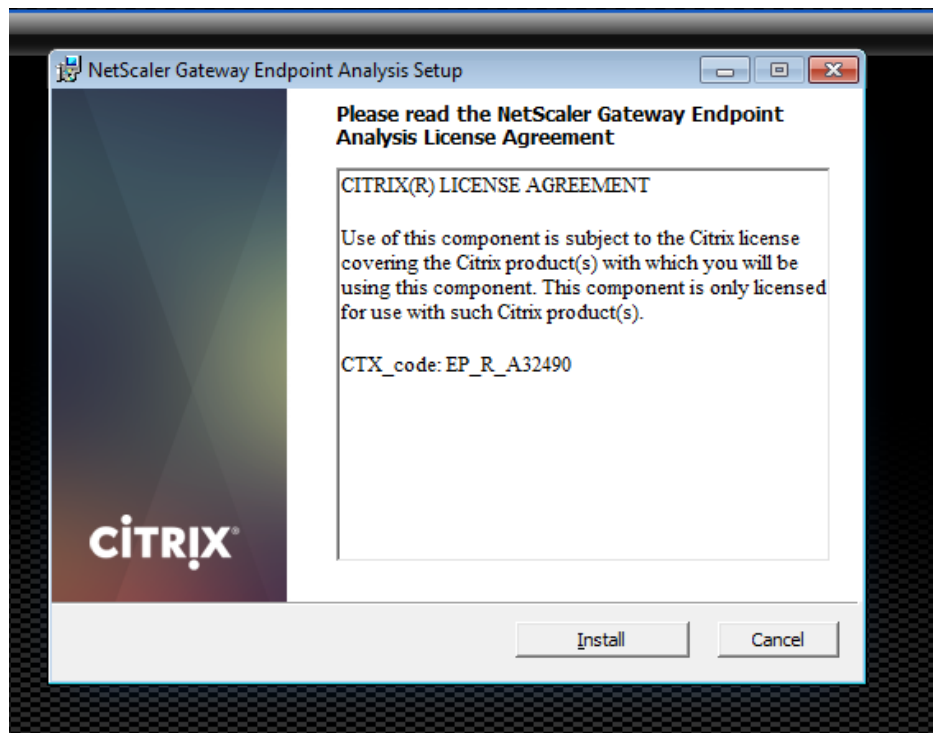 NetScaler Gateway Endpoint Analysis Setup
Please read the NetScaler Gateway Endpoint
Analysis License Agreement
CITRIX(R) LICENSE AGREEMENT
Use of this component is subject to the Citrix license
covering the Citrix product(s) with which you will be
using this component. This component is only licensed
for use with such Citrix product(s).
CTX_code: EP_R_A32490
CİTRỊX®
Install
Cancel